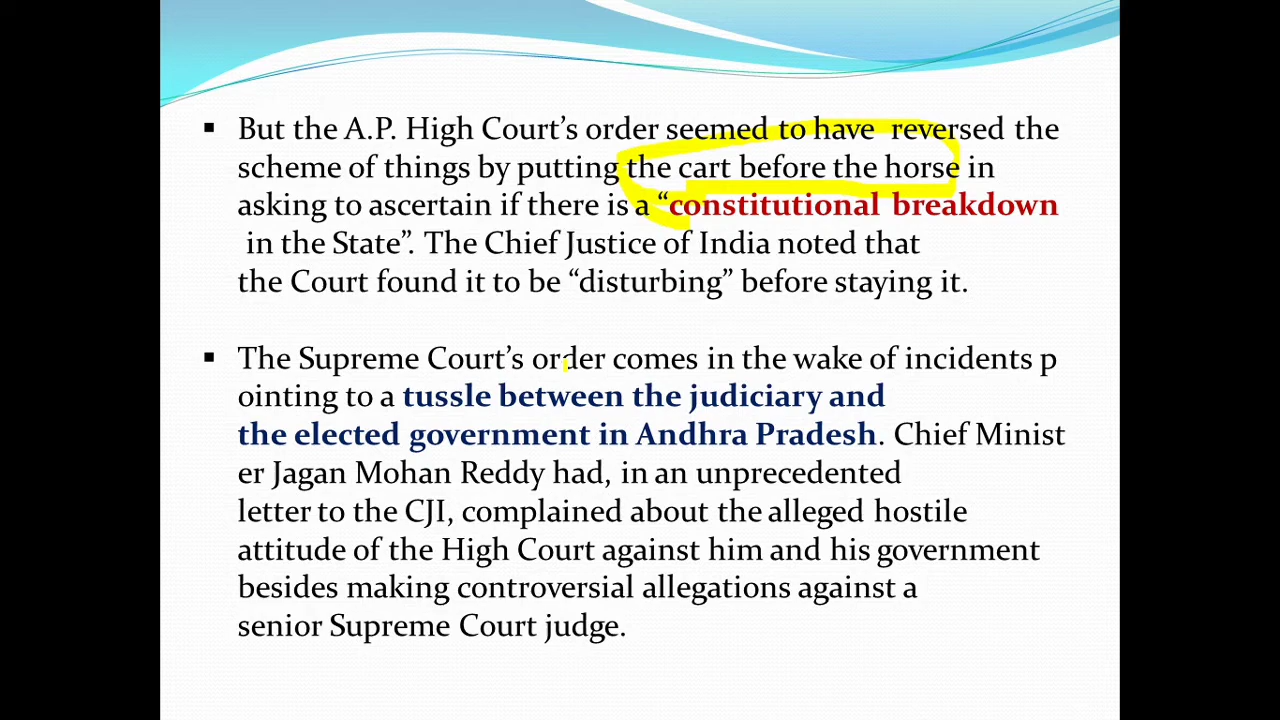 ▪ But the A.P. High Court's order seemed to have reversed the
scheme of things by putting the cart before the horse in
asking to ascertain if there is a “constitutional breakdown
in the State”. The Chief Justice of India noted that
the Court found it to be “disturbing” before staying it.
▪ The Supreme Court's order comes in the wake of incidents p
ointing to a tussle between the judiciary and
the elected government in Andhra Pradesh. Chief Minist
er Jagan Mohan Reddy had, in an unprecedented
letter to the CJI, complained about the alleged hostile
attitude of the High Court against him and his government
besides making controversial allegations against a
senior Supreme Court judge.